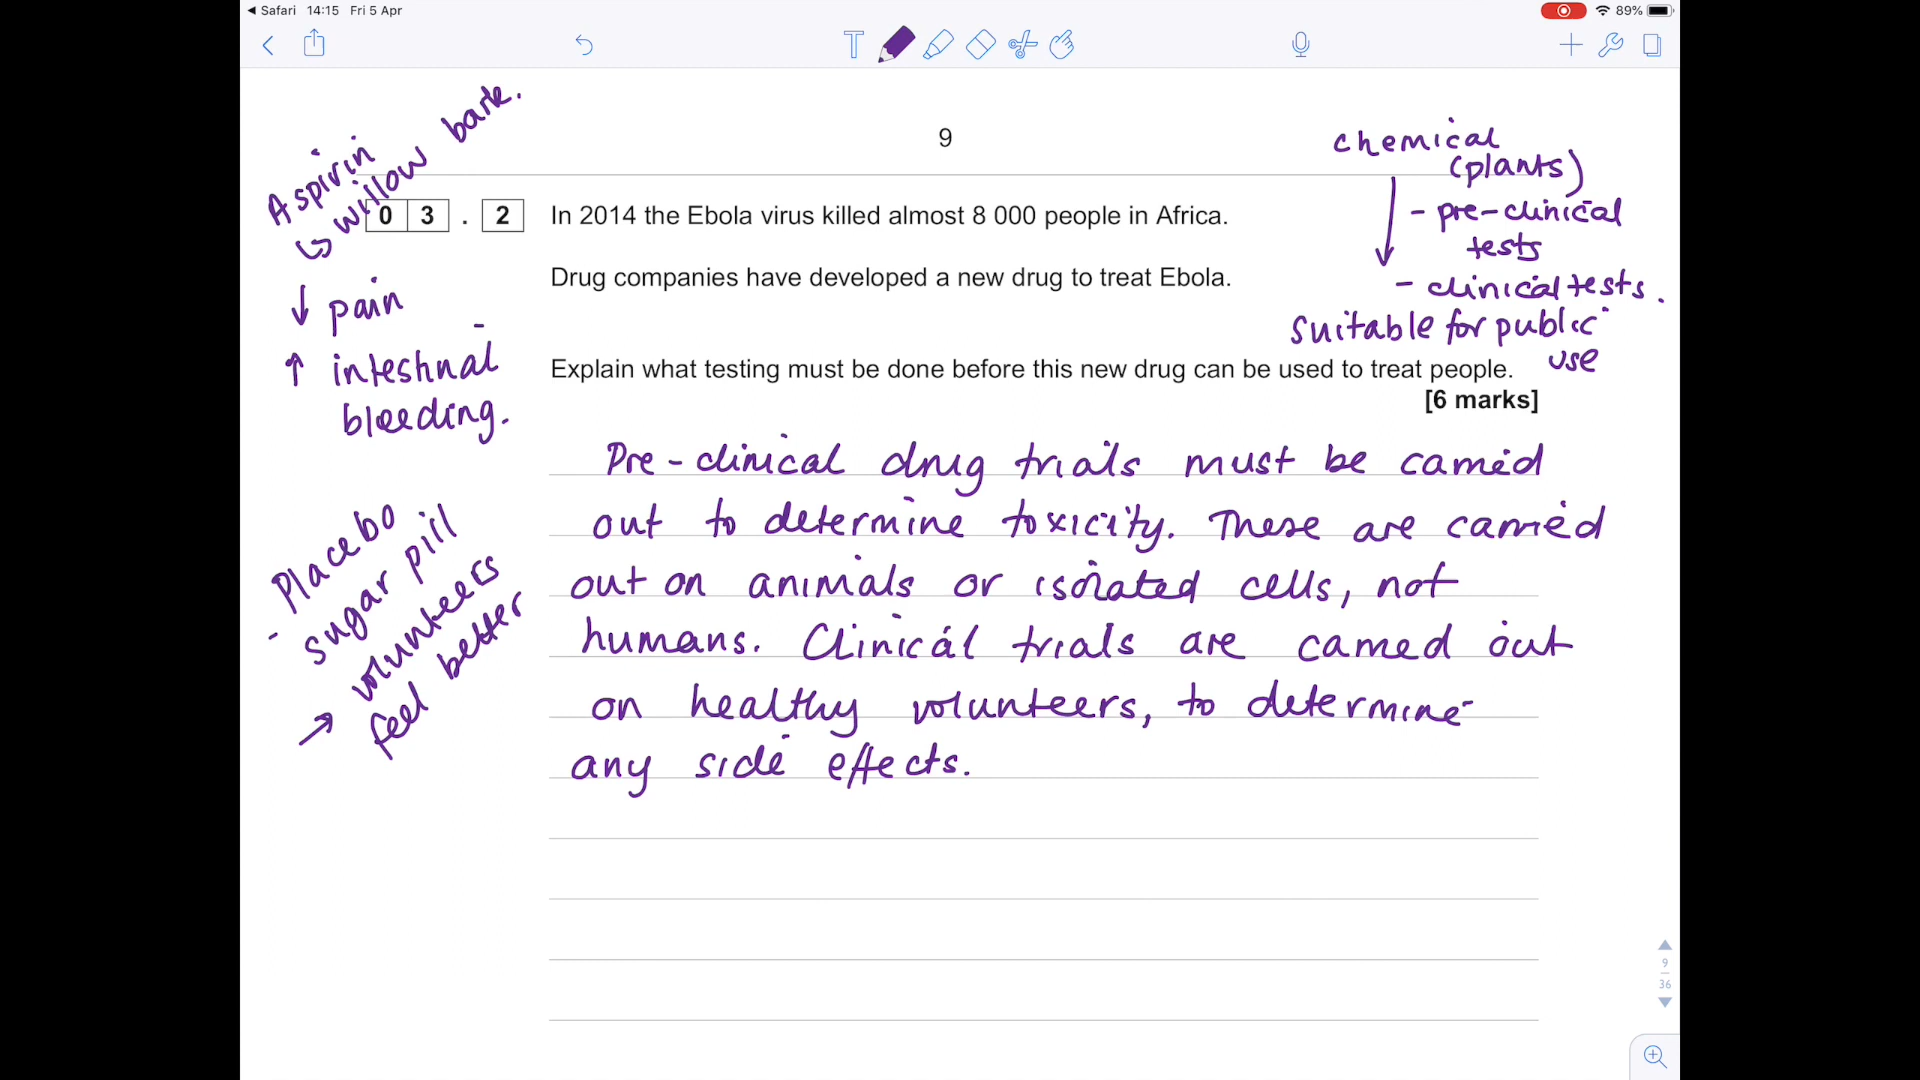 Safari 14:15 Fri 5 Apr
89%
9
Aspirin
↳ willow bark.
↓ pain
↑ intestinal
bleeding.
chemical
(plants)
- pre-clinical
tests
- clinical tests.
suitable for public
use
0 3 . 2
In 2014 the Ebola virus killed almost 8 000 people in Africa.
Drug companies have developed a new drug to treat Ebola.
Explain what testing must be done before this new drug can be used to treat people.
[6 marks]
- Placebo
sugar pill
→ volunteers
feel better
Pre-clinical drug trials must be carried
out to determine toxicity. These are carried
out on animals or isolated cells, not
humans. Clinical trials are carried out
on healthy volunteers, to determine
any side effects.
9
36